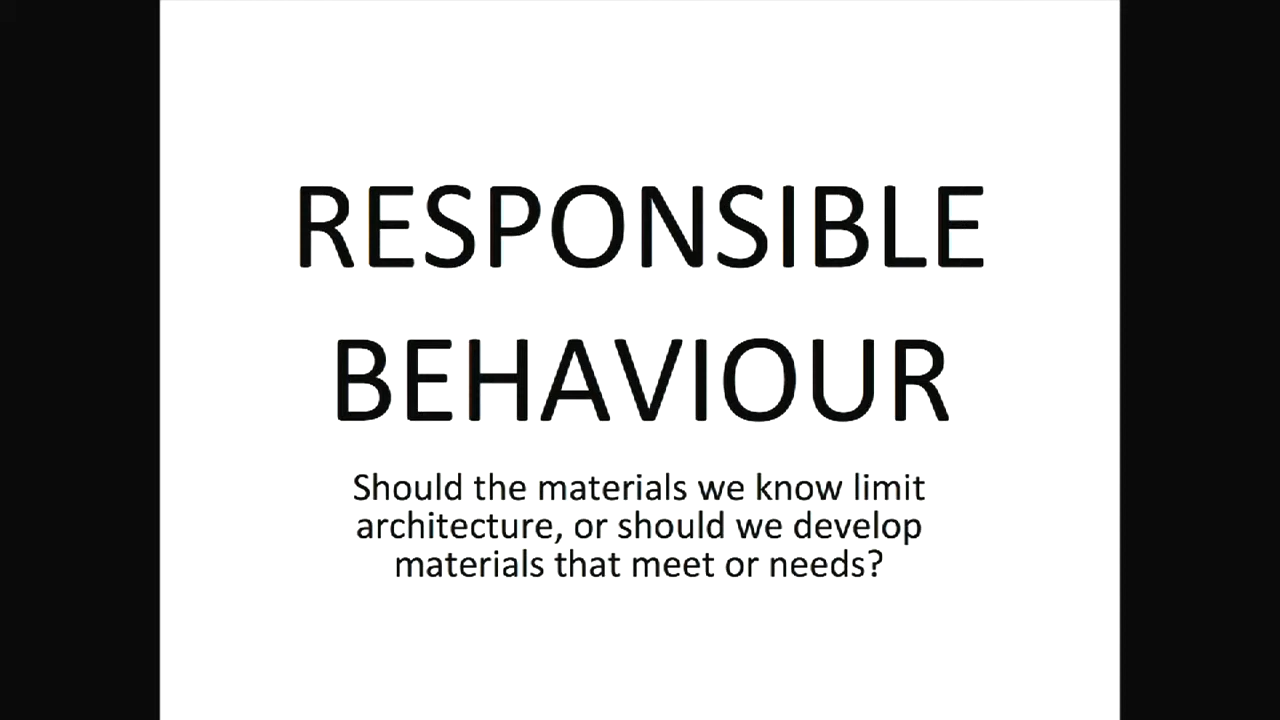 RESPONSIBLE
BEHAVIOUR
Should the materials we know limit
architecture, or should we develop
materials that meet or needs?